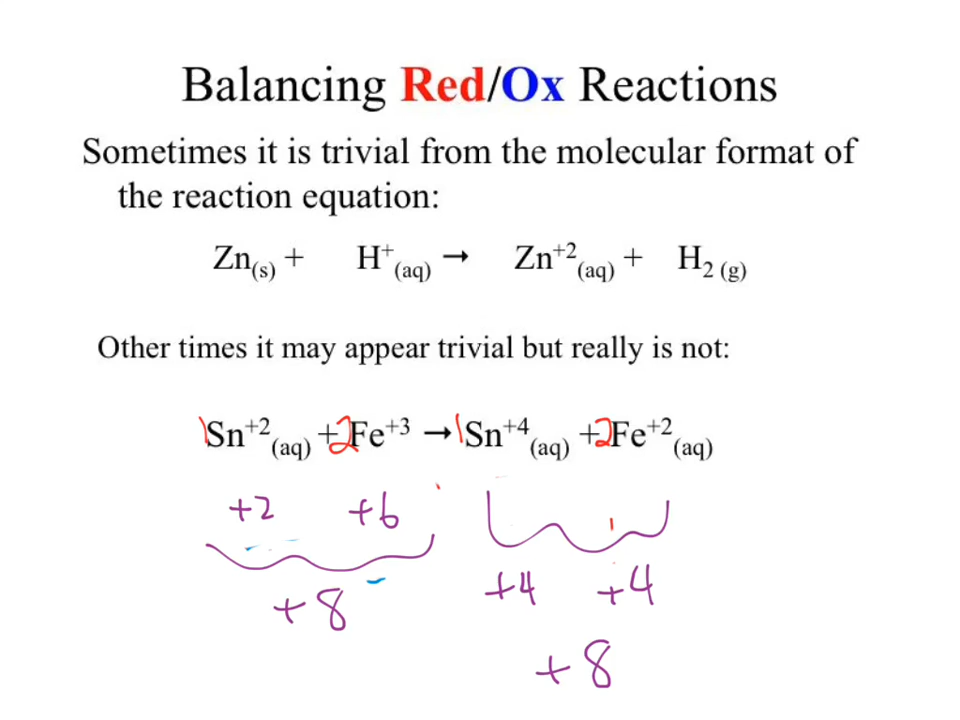 Balancing Red/Ox Reactions
Sometimes it is trivial from the molecular format of
the reaction equation:
Zn(s) + H⁺(aq) → Zn⁺²(aq) + H₂ (g)
Other times it may appear trivial but really is not:
1Sn⁺²(aq) + 2Fe⁺³ → 1Sn⁺⁴(aq) + 2Fe⁺²(aq)
+2 +6
+4 +4
+8
+8